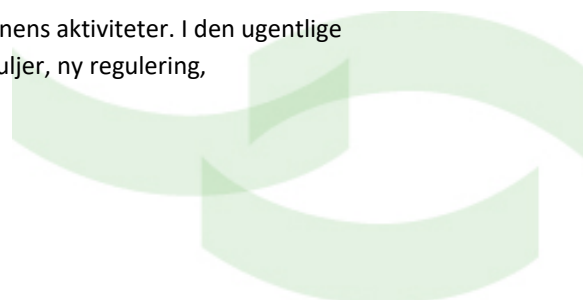 nens aktiviteter. I den ugentlige
uljer, ny regulering,